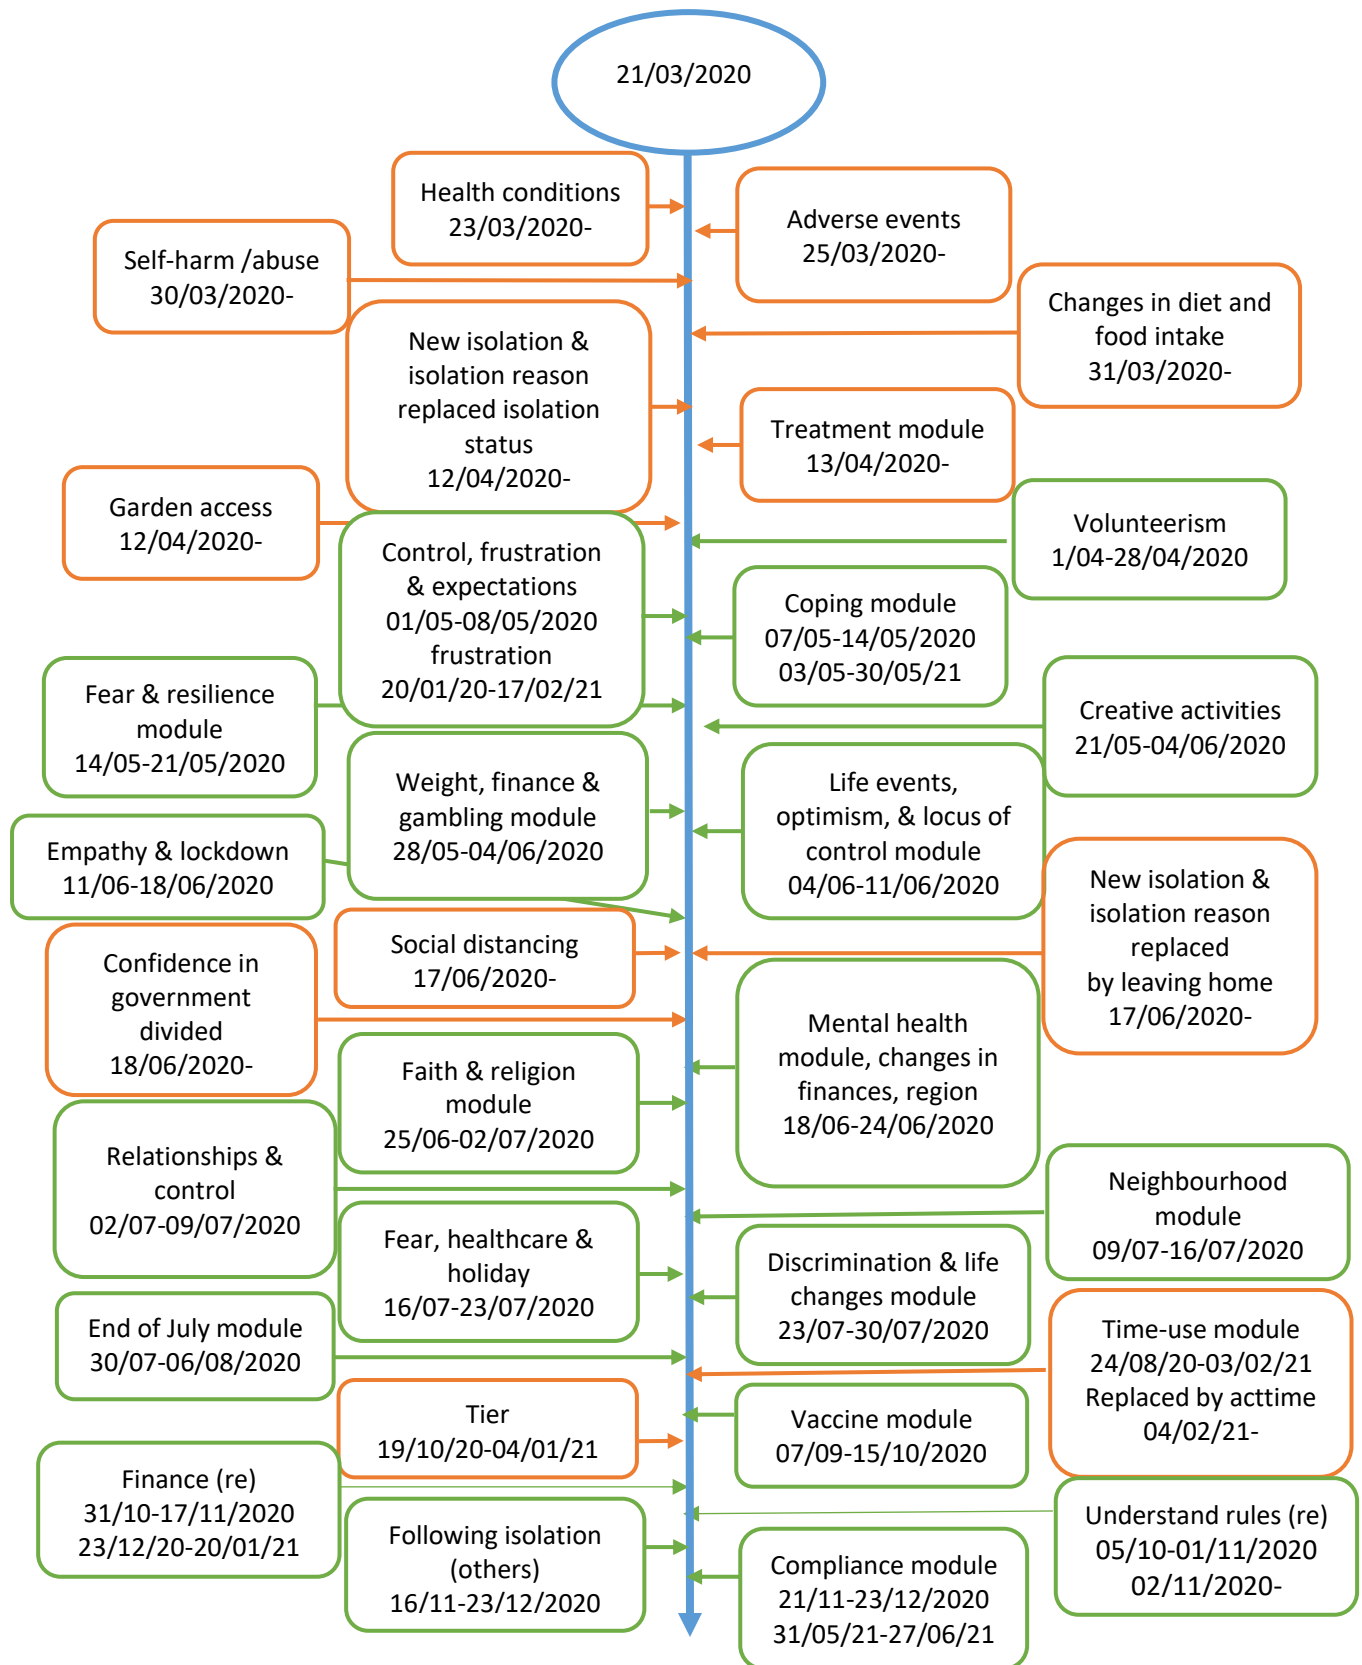 21/03/2020
Health conditions
23/03/2020-
Adverse events
25/03/2020-
Self-harm /abuse
30/03/2020-
Changes in diet and
food intake
31/03/2020-
New isolation &
isolation reason
replaced isolation
status
12/04/2020-
Treatment module
13/04/2020-
Garden access
12/04/2020-
Volunteerism
1/04-28/04/2020
Control, frustration
& expectations
01/05-08/05/2020
frustration
20/01/20-17/02/21
Coping module
07/05-14/05/2020
03/05-30/05/21
Fear & resilience
module
14/05-21/05/2020
Creative activities
21/05-04/06/2020
Weight, finance &
gambling module
28/05-04/06/2020
Life events,
optimism, & locus of
control module
04/06-11/06/2020
Empathy & lockdown
11/06-18/06/2020
New isolation &
isolation reason
replaced
by leaving home
17/06/2020-
Social distancing
17/06/2020-
Confidence in
government
divided
18/06/2020-
Mental health
module, changes in
finances, region
18/06-24/06/2020
Faith & religion
module
25/06-02/07/2020
Relationships &
control
02/07-09/07/2020
Neighbourhood
module
09/07-16/07/2020
Fear, healthcare &
holiday
16/07-23/07/2020
Discrimination & life
changes module
23/07-30/07/2020
End of July module
30/07-06/08/2020
Time-use module
24/08/20-03/02/21
Replaced by acttime
04/02/21-
Tier
19/10/20-04/01/21
Vaccine module
07/09-15/10/2020
Finance (re)
31/10-17/11/2020
23/12/20-20/01/21
Understand rules (re)
05/10-01/11/2020
02/11/2020-
Following isolation
(others)
16/11-23/12/2020
Compliance module
21/11-23/12/2020
31/05/21-27/06/21